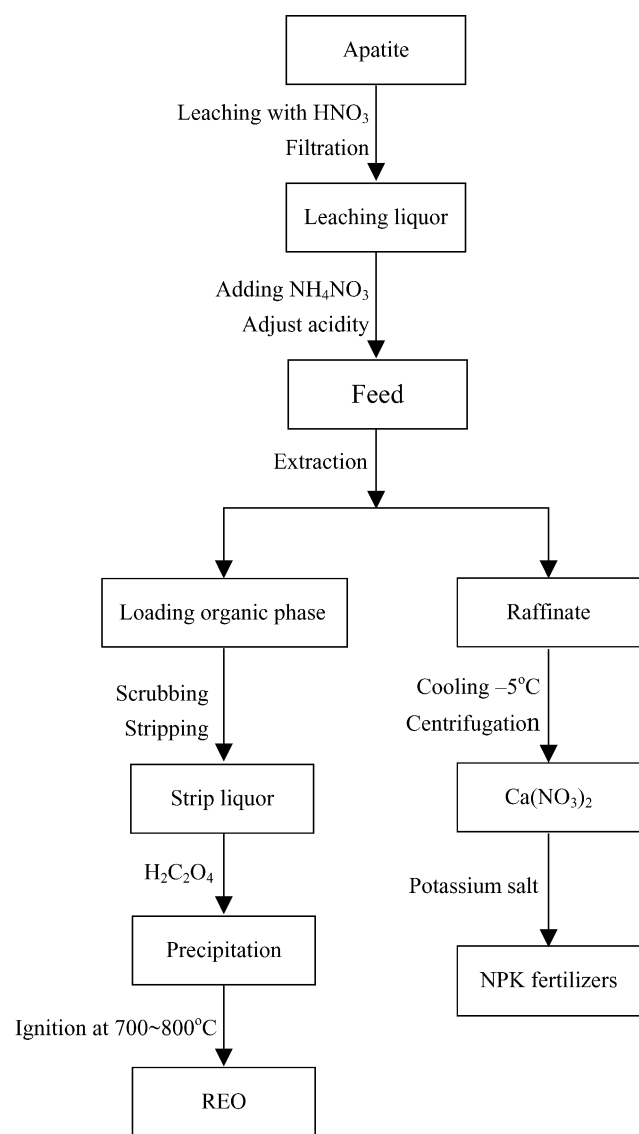 Apatite
Leaching with HNO₃
Filtration
Leaching liquor
Adding NH₄NO₃
Adjust acidity
Feed
Extraction
Loading organic phase
Raffinate
Scrubbing
Stripping
Cooling –5°C
Centrifugation
Strip liquor
Ca(NO₃)₂
H₂C₂O₄
Potassium salt
Precipitation
NPK fertilizers
Ignition at 700~800°C
REO